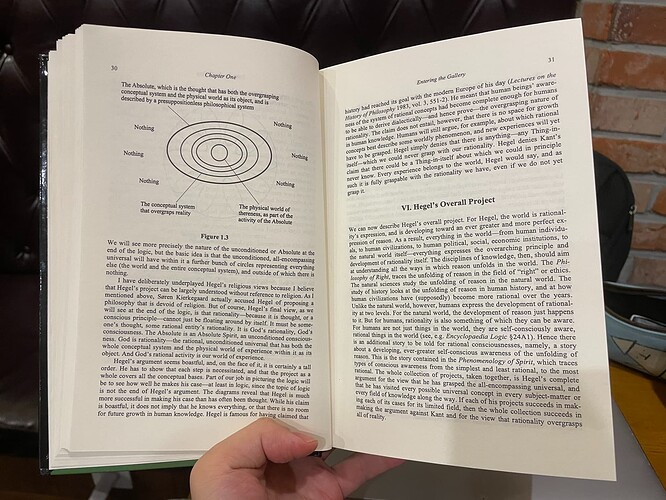 30
Chapter One
The Absolute, which is the thought that has both the overgrasping
conceptual system and the physical world as its object, and is
described by a presuppositionless philosophical system
Nothing
Nothing
Nothing
Nothing
Nothing
Nothing
The conceptual system
that overgraps reality
The physical world of
thereness, as part of the
activity of the Absolute
Figure 1.3
We will see more precisely the nature of the unconditioned or Absolute at the
end of the logic, but the basic idea is that the unconditioned, all-encompassing
universal will have within it a further bunch of circles representing everything
else (the world and the entire conceptual system), and outside of which there is
nothing.
I have deliberately underplayed Hegel's religious views because I believe
that Hegel's project can be largely understood without reference to religion. As I
mentioned above, Søren Kierkegaard actually accused Hegel of proposing a
philosophy that is devoid of religion. But of course, Hegel's final view, as we
will see at the end of logic, is that rationality—because it is thought, or a
conscious principle—cannot just be floating around by itself. It must be some-
one's thought, some rational entity's rationality. For Hegel, it's God's rationality, God's
consciousness. The Absolute is an Absolute Spirit, an unconditioned conscious-
ness. God is rationality—the rational, unconditional universal that has both the
whole conceptual system and the physical world of experience within it as its
object. And God's rational activity is our world of experience.
Hegel's argument seems boastful, and, on the face of it, it is certainly a tall
order. He has to show that each step is necessitated, and that the project as a
whole covers all the conceptual bases. Part of our job in picturing the logic will
be to see how well he makes his case—at least in logic, since the topic of logic
is not the end of Hegel's argument. The diagrams reveal that Hegel is much
more successful in making his case than has often been thought. While his claim
is boastful, it does not imply that he knows everything, or that there is no room
for future growth in human knowledge. Hegel is famous for having claimed that
Entering the Gallery
31
history had reached its goal with the modern Europe of his day (Lectures on the
History of Philosophy 1983, vol. 3, 551-2). He meant that human beings' aware-
ness of the system of rational concepts had become complete enough for humans
to be able to derive dialectically—and hence prove—the overgrasping nature of
rationality. The claim does not entail, however, that there is no space for growth
in human knowledge. Humans will still argue, for example, about which rational
concepts best describe some worldly phenomenon, and new experiences will yet
have to be grasped. Hegel simply denies that there is anything—any Thing-in-
itself—which we could never grasp with our rationality. Hegel denies Kant's
claim that there could be a Thing-in-itself about which we could in principle
never know. Every experience belongs to the world, Hegel would say, and as
such it is fully graspable with the rationality we have, even if we do not yet
grasp it.
VI. Hegel's Overall Project
We can now describe Hegel's overall project. For Hegel, the world is rational-
ity's expression, and is developing toward an ever greater and more perfect ex-
pression of reason. As a result, everything in the world—from human individu-
als, to human civilizations, to human political, social, economic institutions, to
the natural world itself—everything expresses the overarching principle and
development of rationality itself. The disciplines of knowledge, then, should aim
at understanding all the ways in which reason unfolds in the world. The Phi-
losophy of Right, traces the unfolding of reason in the field of "right" or ethics.
The natural sciences study the unfolding of reason in the natural world. The
study of history looks at the unfolding of reason in human history, and at how
human civilizations have (supposedly) become more rational over the years.
Unlike the natural world, however, humans express the development of rational-
ity at two levels. For the natural world, the development of reason just happens
to it. But for humans, rationality is also something of which they can be aware.
For humans are not just things in the world, they are self-consciously aware,
rational things in the world (see, e.g. Encyclopaedia Logic §24A1). Hence there
is an additional story to be told for rational consciousness, namely, a story
about a developing, ever-greater self-conscious awareness of the unfolding of
reason. This is the story contained in the Phenomenology of Spirit, which traces
types of conscious awareness from the simplest and least rational, to the most
rational. The whole collection of projects, taken together, is Hegel's complete
argument for the view that he has grasped the all-encompassing universal, and
that he has visited every possible universal concept in every subject-matter or
every field of knowledge along the way. If each of his projects succeeds in mak-
ing each of its cases for its limited field, then the whole collection succeeds in
making the argument against Kant and for the view that rationality overgrasps
all of reality.